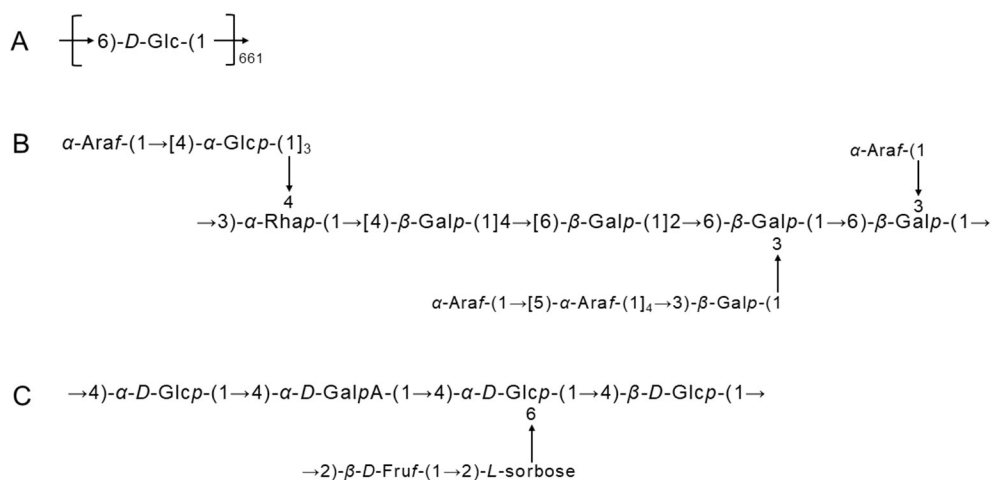 A
6)-D-Glc-(1
661
B
α-Araf-(1→[4)-α-Glcp-(1]₃
α-Araf-(1
4
3
→3)-α-Rhap-(1→[4)-β-Galp-(1]4→[6)-β-Galp-(1]2→6)-β-Galp-(1→6)-β-Galp-(1→
3
α-Araf-(1→[5)-α-Araf-(1]₄→3)-β-Galp-(1
C
→4)-α-D-Glcp-(1→4)-α-D-GalpA-(1→4)-α-D-Glcp-(1→4)-β-D-Glcp-(1→
6
→2)-β-D-Fruf-(1→2)-L-sorbose